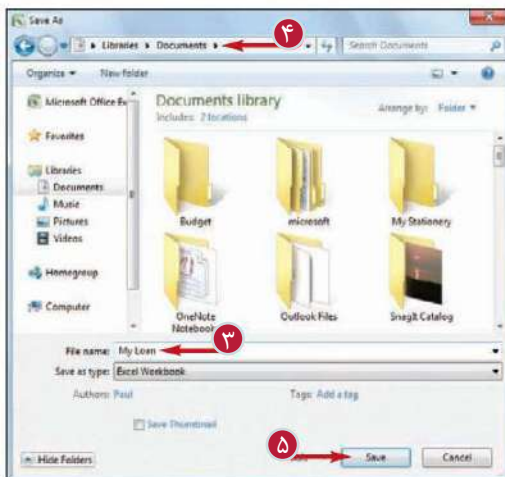 Save As
Libraries ▸ Documents ▸ ۴ Search Documents
Organize New folder
Microsoft Office Ex
Favorites
Libraries
Documents
Music
Pictures
Videos
Homegroup
Computer
Documents library
Includes: 2 locations
Arrange by: Folder
Budget microsoft My Stationery
OneNote Notebook Outlook Files SnagIt Catalog
۳
File name: My Loan
Save as type: Excel Workbook
Authors: Paul Tags: Add a tag
Save Thumbnail
۵
Hide Folders Save Cancel